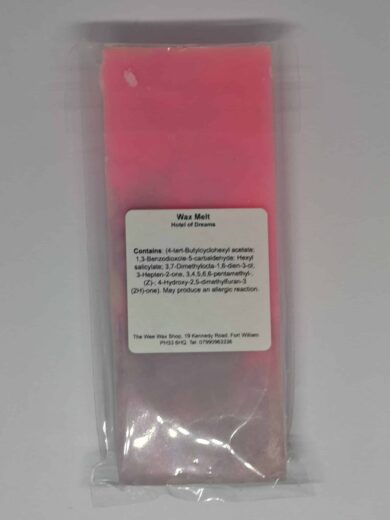 Wax Melt
Hotel of Dreams
Contains: (4-tert-Butylcyclohexyl acetate;
1,3-Benzodioxole-5-carbaldehyde; Hexyl
salicylate; 3,7-Dimethylocta-1,6-dien-3-ol;
3-Hepten-2-one, 3,4,5,6,6-pentamethyl-,
(Z)-; 4-Hydroxy-2,5-dimethylfuran-3
(2H)-one). May produce an allergic reaction.
The Wee Wax Shop, 19 Kennedy Road, Fort William
PH33 6HQ. Tel: 07990963336